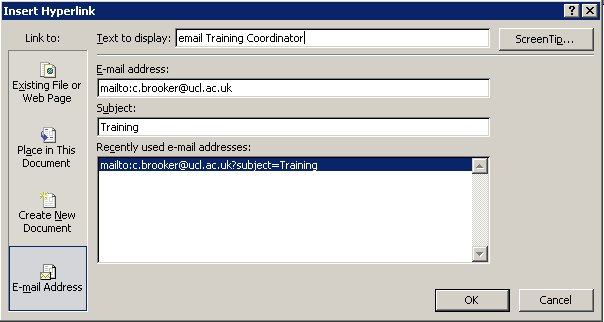 Insert Hyperlink
Link to:
Text to display:
email Training Coordinator
ScreenTip...
Existing File or
Web Page
Place in This
Document
Create New
Document
E-mail Address
E-mail address:
mailto:c.brooker@ucl.ac.uk
Subject:
Training
Recently used e-mail addresses:
mailto:c.brooker@ucl.ac.uk?subject=Training
OK
Cancel